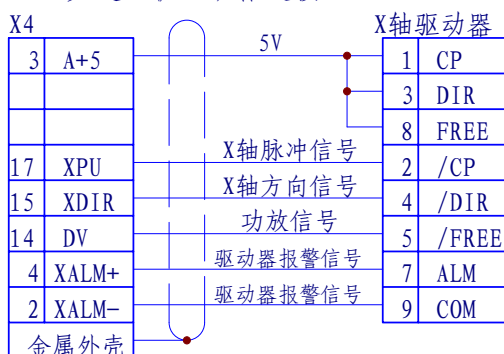 X4
X轴驱动器
3 A+5 5V 1 CP
3 DIR
8 FREE
17 XPU X轴脉冲信号 2 /CP
15 XDIR X轴方向信号 4 /DIR
14 DV 功放信号 5 /FREE
4 XALM+ 驱动器报警信号 7 ALM
2 XALM- 驱动器报警信号 9 COM
金属外壳